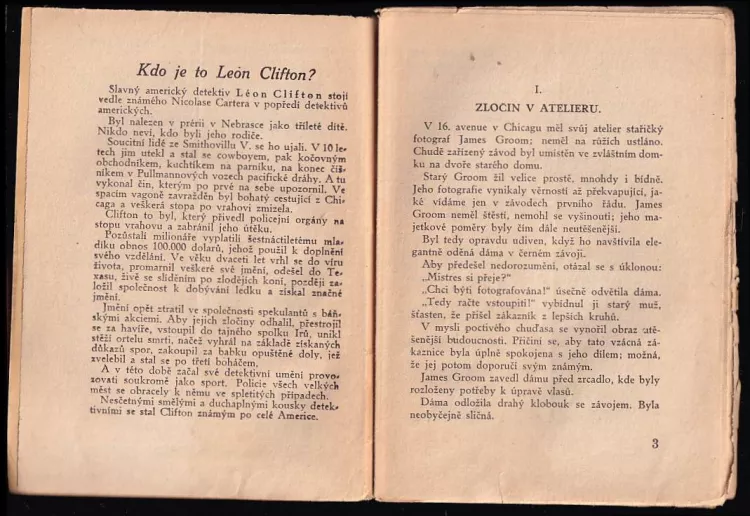 Kdo je to Leon Clifton?
Slavný americký detektiv Léon Clifton stojí
vedle známého Nicolase Cartera v popředí detektivů
amerických.
Byl nalezen v prérii v Nebrasce jako tříleté dítě.
Nikdo neví, kdo byli jeho rodiče.
Soucitní lidé ze Smithovillu V. se ho ujali. V 10 le-
tech jim utekl a stal se cowboyem, pak kočovným
obchodníkem, kuchtíkem na parníku, na konec čiš-
níkem v Pullmannových vozech pacifické dráhy. A tu
vykonal čin, kterým po prvé na sebe upozornil. Ve
spacím vagoně zavražděn byl bohatý cestující z Chi-
caga a veškerá stopa po vrahovi zmizela.
Clifton to byl, který přivedl policejní orgány na
stopu vrahovu a zabránil jeho útěku.
Pozůstalí milionáře vyplatili šestnáctiletému mla-
díku obnos 100.000 dolarů, jehož použil k doplnění
svého vzdělání. Ve věku dvaceti let vrhl se do víru
života, promarnil veškeré své jmění, odešel do Te-
xasu, živě se slíděním po zlodějích koní, později za-
ložil společnost k dobývání ledku a získal značné
jmění.
Jmění opět ztratil ve společnosti spekulantů s báň-
skými akciemi. Aby jejich zločiny odhalil, přestrojil
se za havíře, vstoupil do tajného spolku Irů, unikl
stěží ortelu smrti, načež vyhrál na základě získaných
důkazů spor, zakoupil za babku opuštěné doly, jež
zvelebil a stal se po třetí boháčem.
A v této době začal své detektivní umění provo-
zovati soukromě jako sport. Policie všech velkých
měst se obracely k němu ve spletitých případech.
Nesčetnými smělými a duchaplnými kousky detek-
tivními se stal Clifton známým po celé Americe.
I.
ZLOČIN V ATELIERU.
V 16. avenue v Chicagu měl svůj atelier stařičký
fotograf James Groom; neměl na růžích ustláno.
Chudě zařízený závod byl umístěn ve zvláštním dom-
ku na dvoře starého domu.
Starý Groom žil velice prostě, mnohdy i bídně.
Jeho fotografie vynikaly věrností až překvapující, ja-
ké vídáme jen v závodech prvního řádu. James
Groom neměl štěstí, nemohl se vyšinouti; jeho ma-
jetkové poměry byly čím dále neutěšenější.
Byl tedy opravdu udiven, když ho navštívila ele-
gantně oděná dáma v černém závoji.
Aby předešel nedorozumění, otázal se s úklonou:
„Mistres si přeje?"
„Chci býti fotografována!" úsečně odvětila dáma.
„Tedy račte vstoupiti!" vybídnul ji starý muž,
šťasten, že přišel zákazník z lepších kruhů.
V mysli poctivého chuďasa se vynořil obraz utě-
šenější budoucnosti. Přičiní se, aby tato vzácná zá-
kaznice byla úplně spokojena s jeho dílem; možná,
že jej potom doporučí svým známým.
James Groom zavedl dámu před zrcadlo, kde byly
rozloženy potřeby k úpravě vlasů.
Dáma odložila drahý klobouk se závojem. Byla
neobyčejně sličná.
3